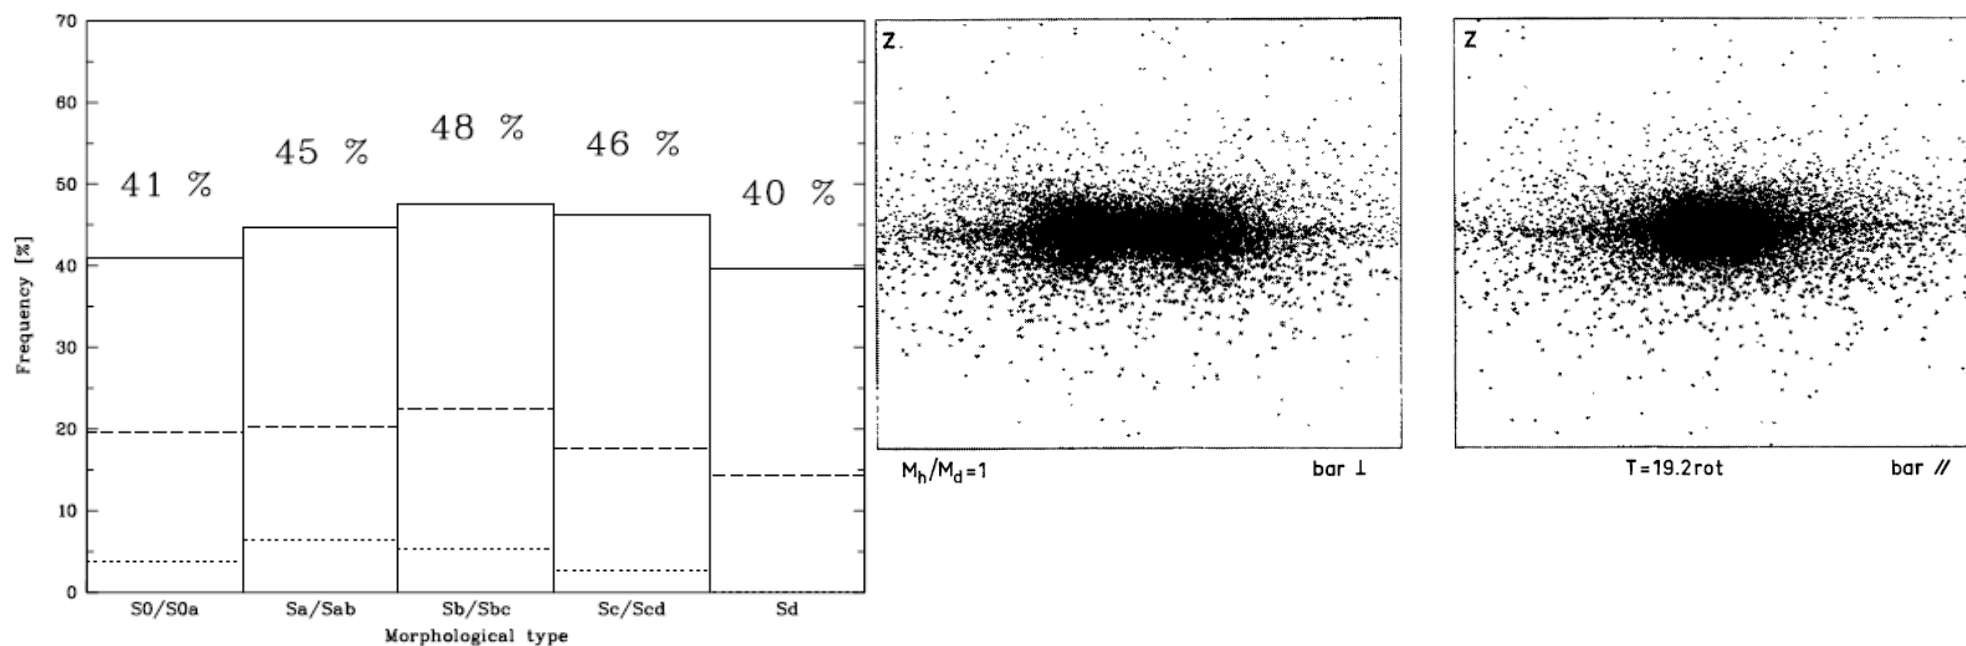 70
60
50
40
30
20
10
0
Frequency [%]
41 %
45 %
48 %
46 %
40 %
S0/S0a
Sa/Sab
Sb/Sbc
Sc/Scd
Sd
Morphological type
Z
Mh/Md=1
bar ⊥
Z
T=19.2rot
bar //